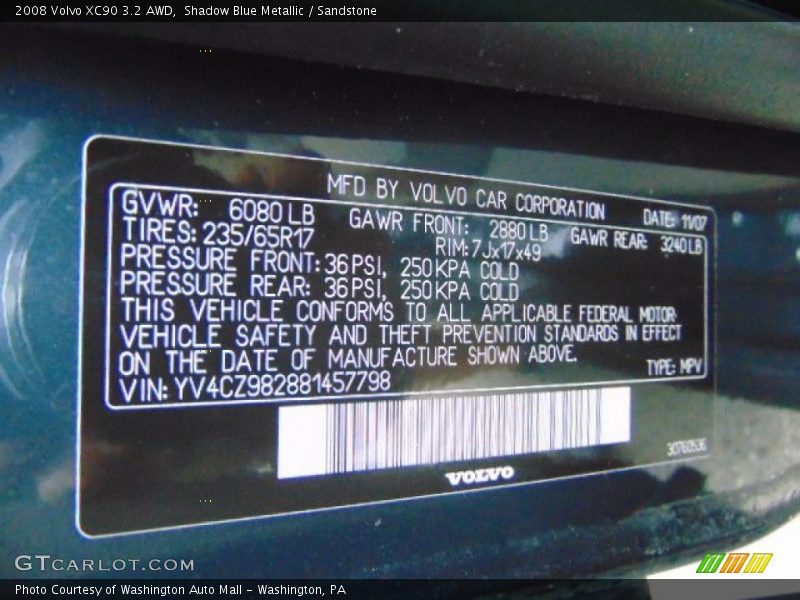 2008 Volvo XC90 3.2 AWD, Shadow Blue Metallic / Sandstone
MFD BY VOLVO CAR CORPORATION DATE: 11/07
GVWR: 6080 LB GAWR FRONT: 2880 LB GAWR REAR: 3240 LB
TIRES: 235/65R17 RIM: 7Jx17x49
PRESSURE FRONT: 36 PSI, 250 KPA COLD
PRESSURE REAR: 36 PSI, 250 KPA COLD
THIS VEHICLE CONFORMS TO ALL APPLICABLE FEDERAL MOTOR
VEHICLE SAFETY AND THEFT PREVENTION STANDARDS IN EFFECT
ON THE DATE OF MANUFACTURE SHOWN ABOVE.
VIN: YV4CZ982881457798 TYPE: MPV
30760536
VOLVO
GTCARLOT.COM
Photo Courtesy of Washington Auto Mall - Washington, PA